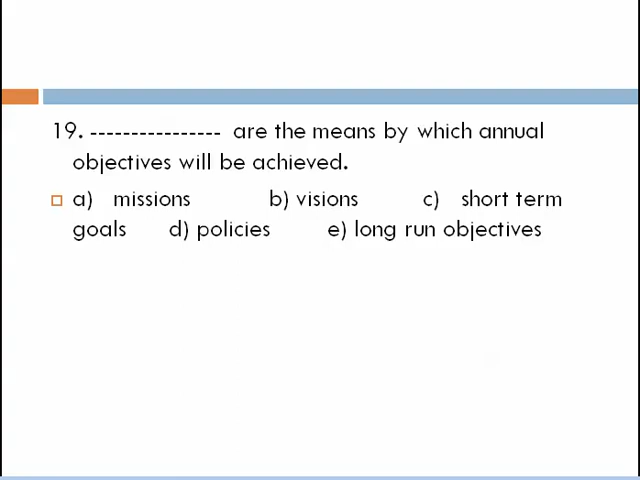 19. ---------------- are the means by which annual
objectives will be achieved.
a) missions b) visions c) short term
goals d) policies e) long run objectives